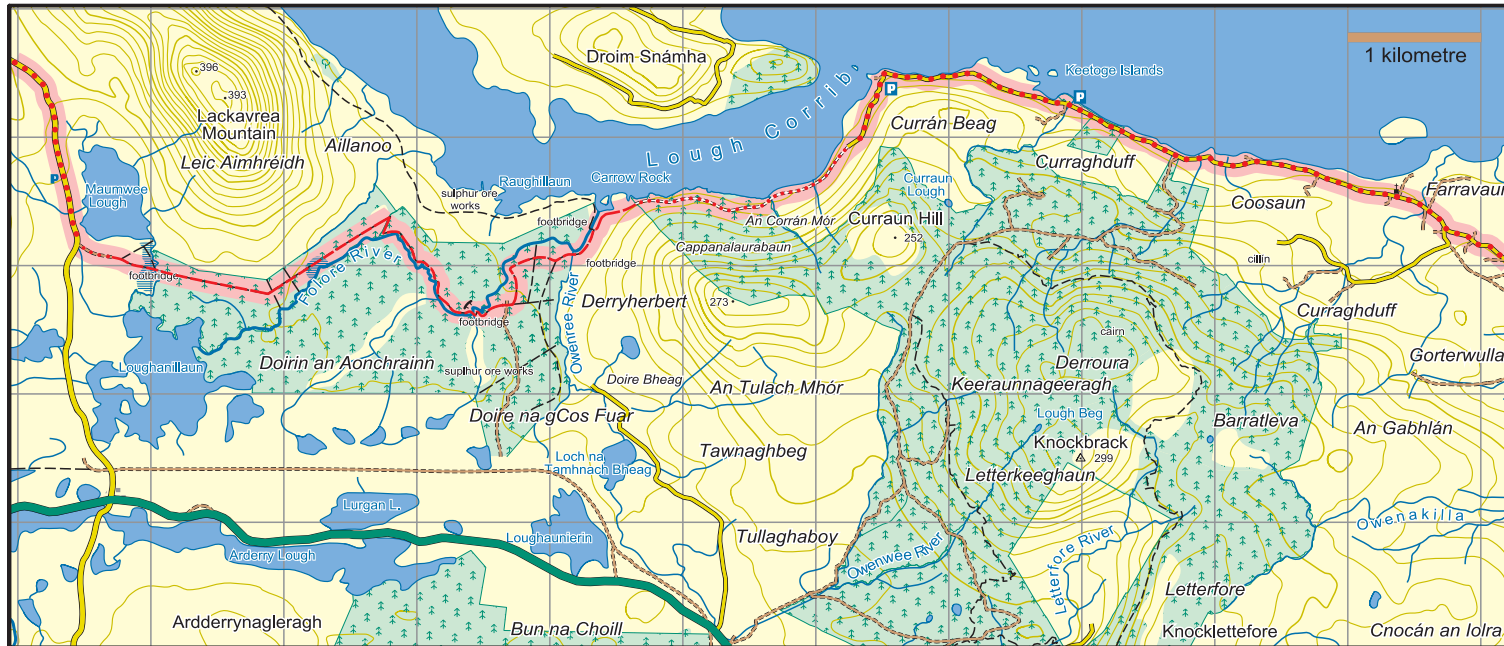 Droim Snámha
1 kilometre
Keetoge Islands
396
393
Lackavrea
Mountain
P
P
Lough Corrib
Currán Beag
Aillanoo
Leic Aimhréidh
Curraghduff
P
Maumwee
Lough
sulphur ore
works
Raughillaun
Carrow Rock
Curraun
Lough
Coosaun
Farravaun
footbridge
An Corrán Mór
Curraun Hill
252
Cappanalaurabaun
footbridge
footbridge
cillín
Folore River
Owenree River
Derryherbert
273
Curraghduff
footbridge
cairn
Loughanillaun
Doirin an Aonchrainn
Derroura
Gorterwulla
suplhur ore works
Doire Bheag
An Tulach Mhór
Keeraunnageeragh
Doire na gCos Fuar
Lough Beg
Barratleva
An Gabhlán
Knockbrack
299
Tawnaghbeg
Loch na
Tamhnach Bheag
Letterkeeghaun
Lurgan L.
Owenakilla
Loughaunierin
Tullaghaboy
Arderry Lough
Owenwee River
Letterfore River
Letterfore
Ardderrynagleragh
Bun na Choill
Knocklettefore
Cnocán an Iolra